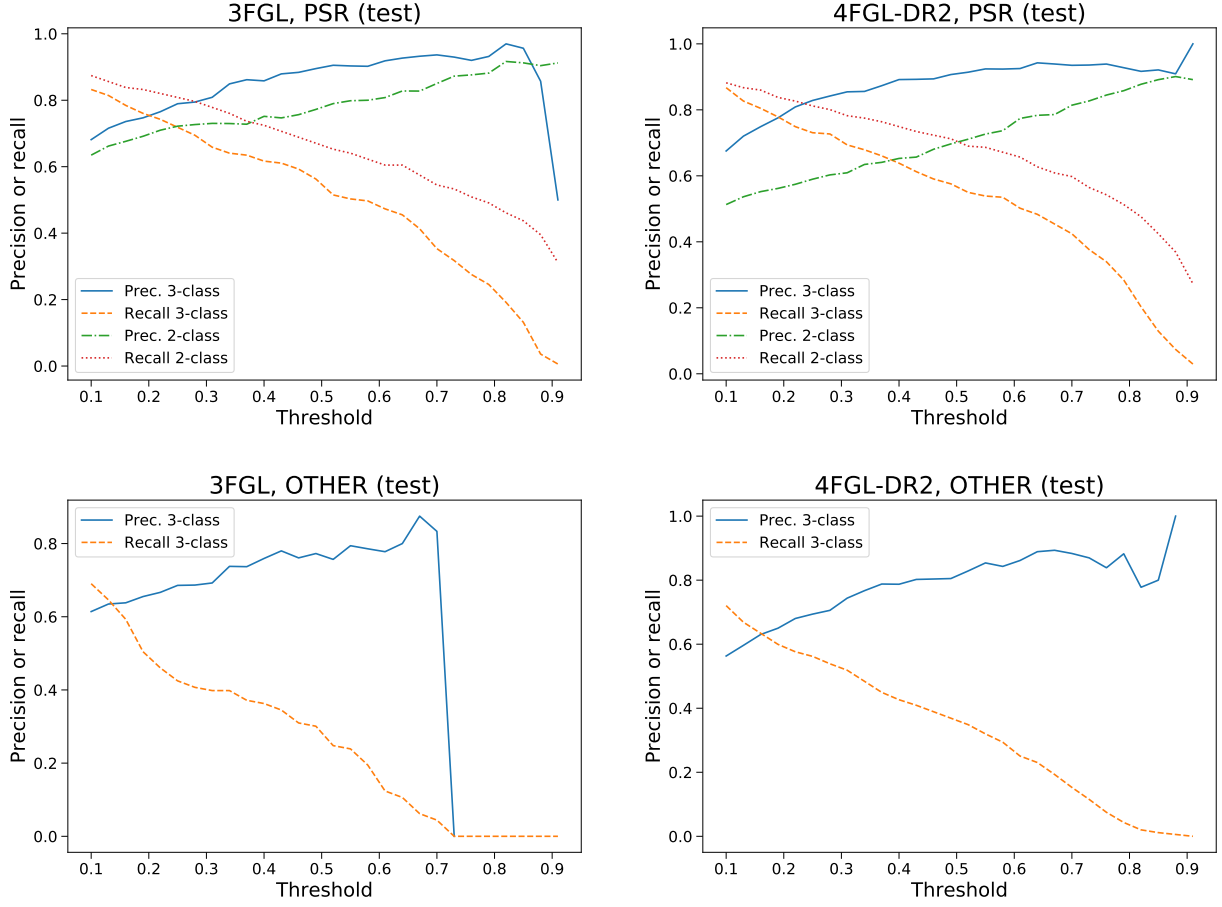 3FGL, PSR (test)
Precision or recall
1.0
0.8
0.6
0.4
0.2
0.0
Prec. 3-class
Recall 3-class
Prec. 2-class
Recall 2-class
0.1 0.2 0.3 0.4 0.5 0.6 0.7 0.8 0.9
Threshold
4FGL-DR2, PSR (test)
Precision or recall
1.0
0.8
0.6
0.4
0.2
0.0
Prec. 3-class
Recall 3-class
Prec. 2-class
Recall 2-class
0.1 0.2 0.3 0.4 0.5 0.6 0.7 0.8 0.9
Threshold
3FGL, OTHER (test)
Precision or recall
0.8
0.6
0.4
0.2
0.0
Prec. 3-class
Recall 3-class
0.1 0.2 0.3 0.4 0.5 0.6 0.7 0.8 0.9
Threshold
4FGL-DR2, OTHER (test)
Precision or recall
1.0
0.8
0.6
0.4
0.2
0.0
Prec. 3-class
Recall 3-class
0.1 0.2 0.3 0.4 0.5 0.6 0.7 0.8 0.9
Threshold